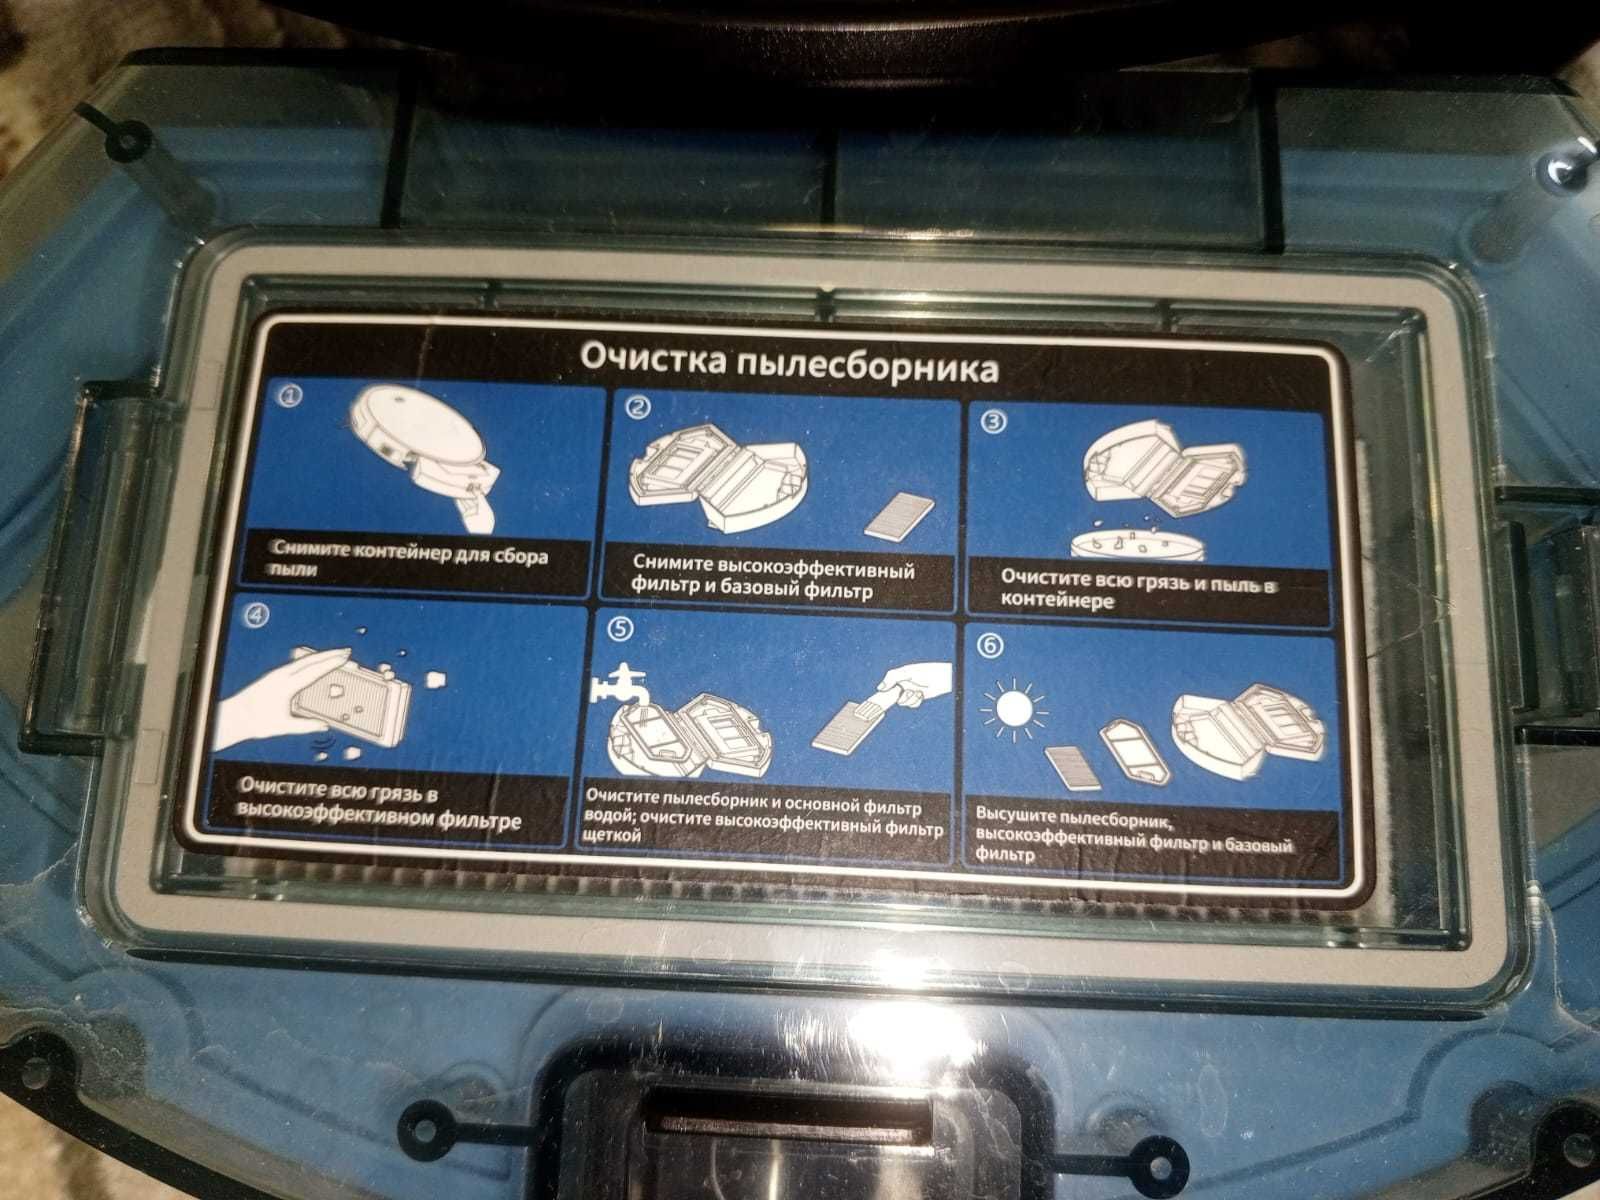 Очистка пылесборника
①
Снимите контейнер для сбора
пыли
②
Снимите высокоэффективный
фильтр и базовый фильтр
③
Очистите всю грязь и пыль в
контейнере
④
Очистите всю грязь в
высокоэффективном фильтре
⑤
Очистите пылесборник и основной фильтр
водой; очистите высокоэффективный фильтр
щеткой
⑥
Высушите пылесборник,
высокоэффективный фильтр и базовый
фильтр